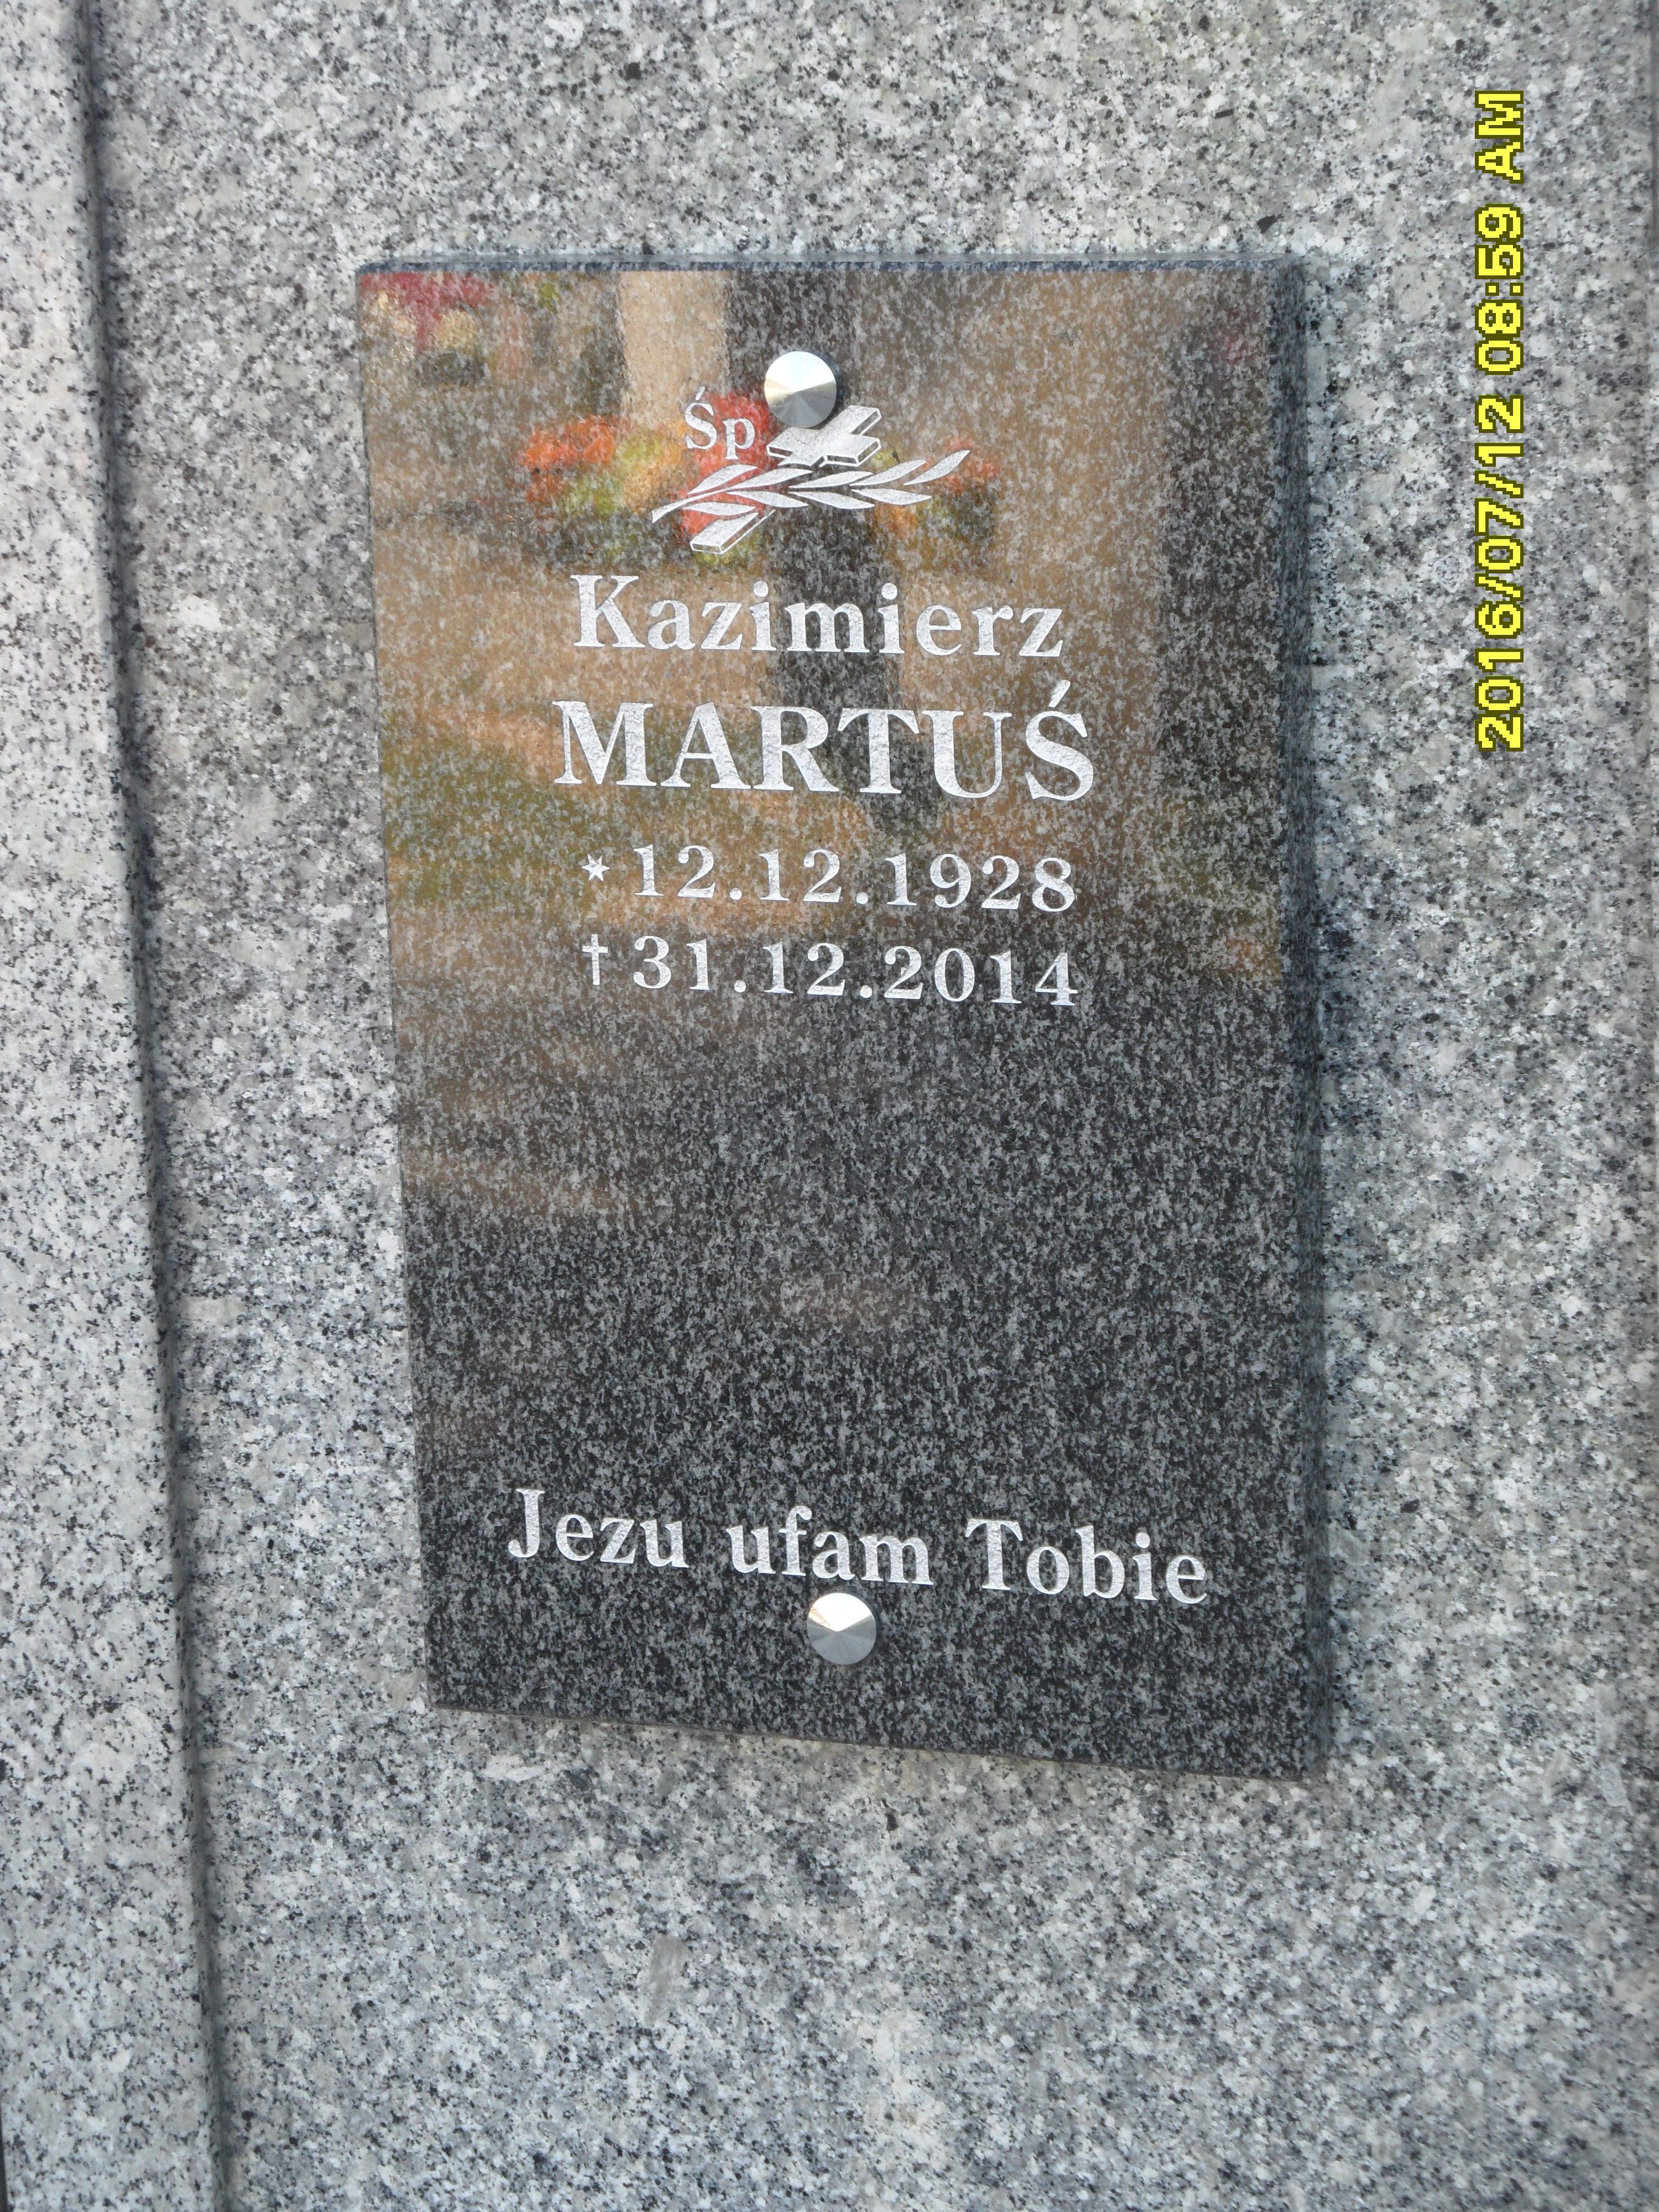 Śp
Kazimierz
MARTUŚ
* 12.12.1928
† 31.12.2014
Jezu ufam Tobie
2016/07/12 08:59 AM